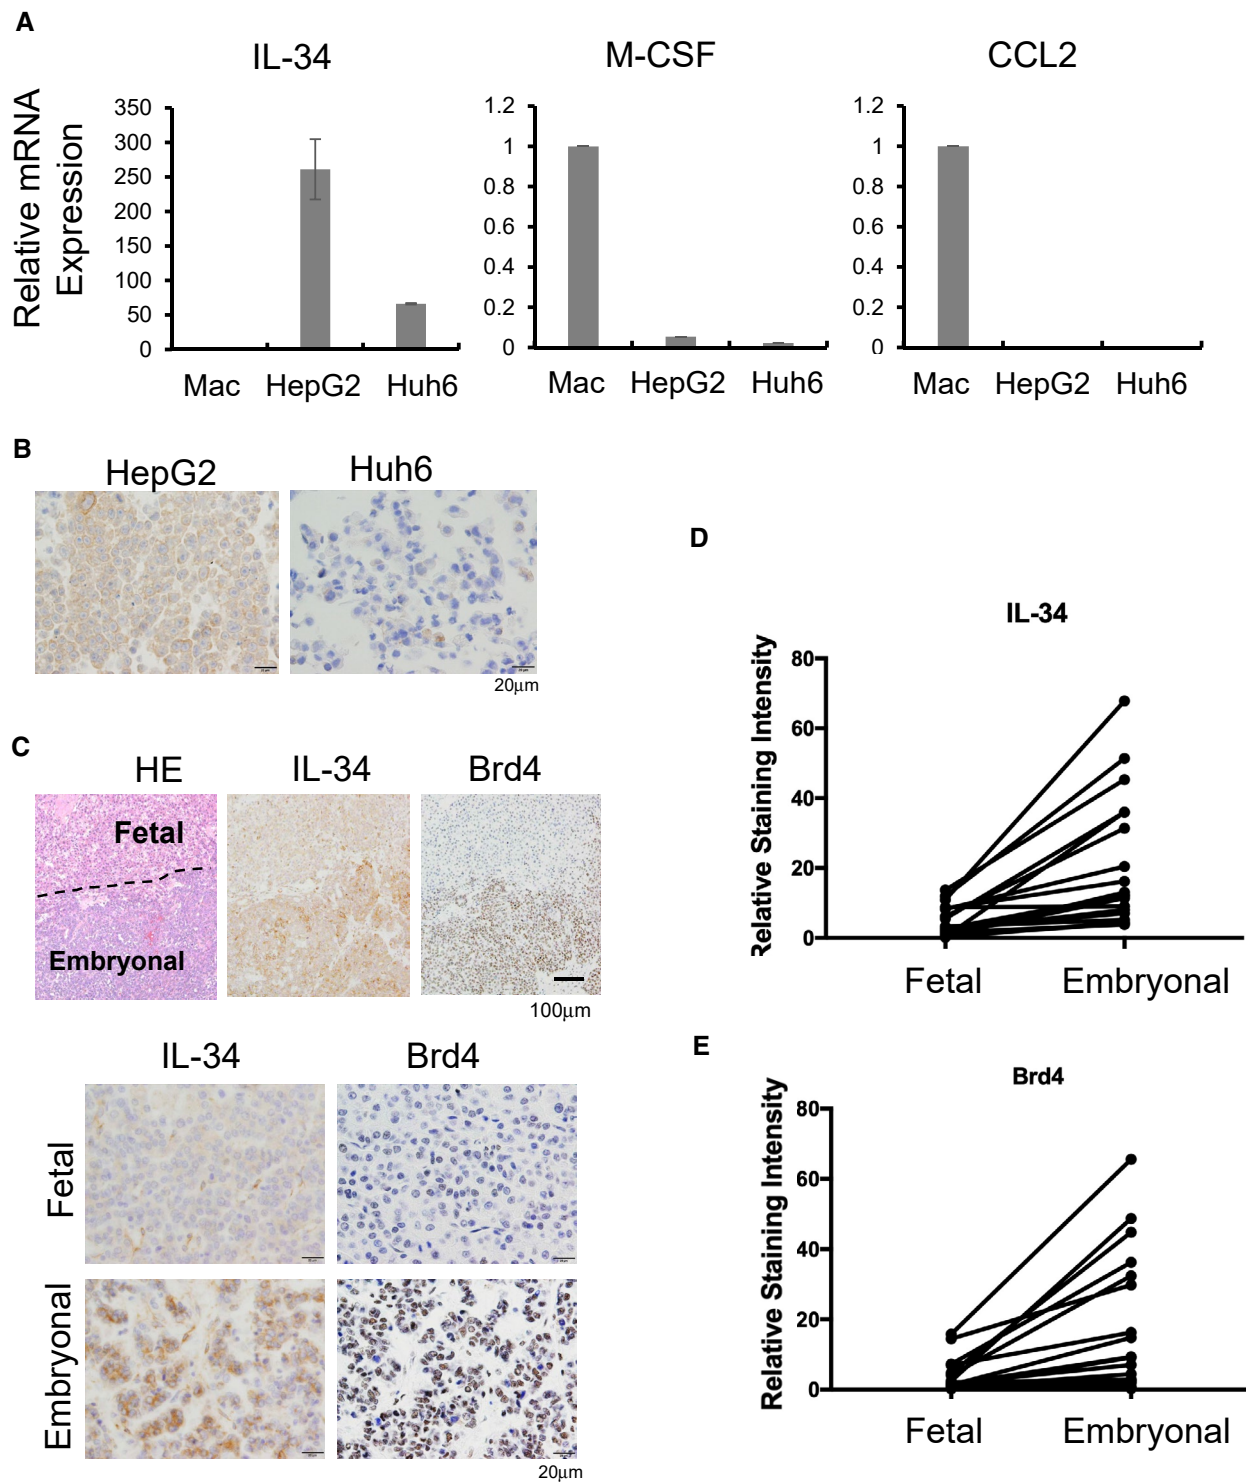 A
IL-34
M-CSF
CCL2
Relative mRNA
Expression
350
300
250
200
150
100
50
0
1.2
1
0.8
0.6
0.4
0.2
0
1.2
1
0.8
0.6
0.4
0.2
0
Mac HepG2 Huh6
Mac HepG2 Huh6
Mac HepG2 Huh6
B
HepG2
Huh6
20μm
C
HE
IL-34
Brd4
Fetal
Embryonal
100μm
IL-34
Brd4
Fetal
Embryonal
20μm
D
IL-34
Relative Staining Intensity
80
60
40
20
0
Fetal
Embryonal
E
Brd4
Relative Staining Intensity
80
60
40
20
0
Fetal
Embryonal